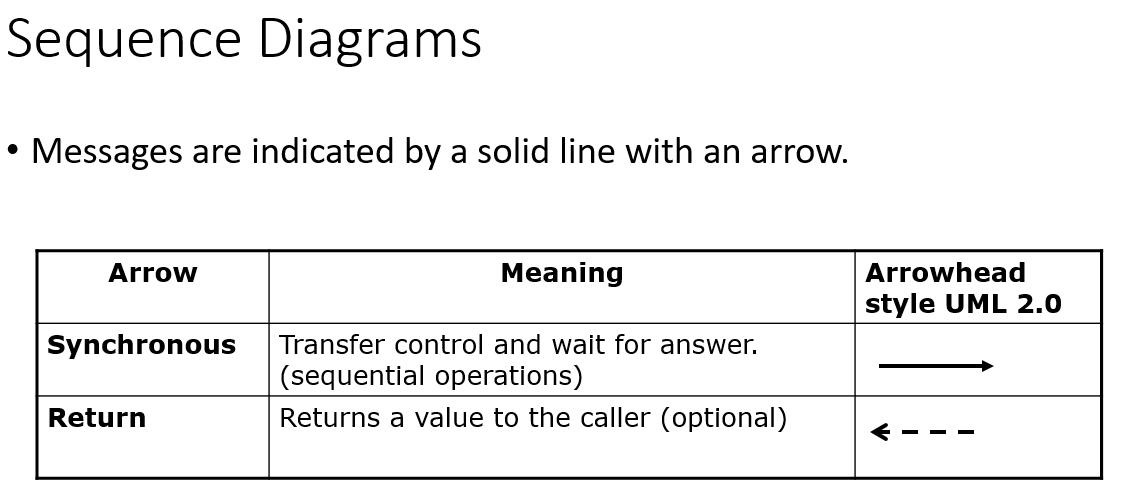 Sequence Diagrams
• Messages are indicated by a solid line with an arrow.
Arrow
Meaning
Arrowhead
style UML 2.0
Synchronous
Transfer control and wait for answer.
(sequential operations)
Return
Returns a value to the caller (optional)